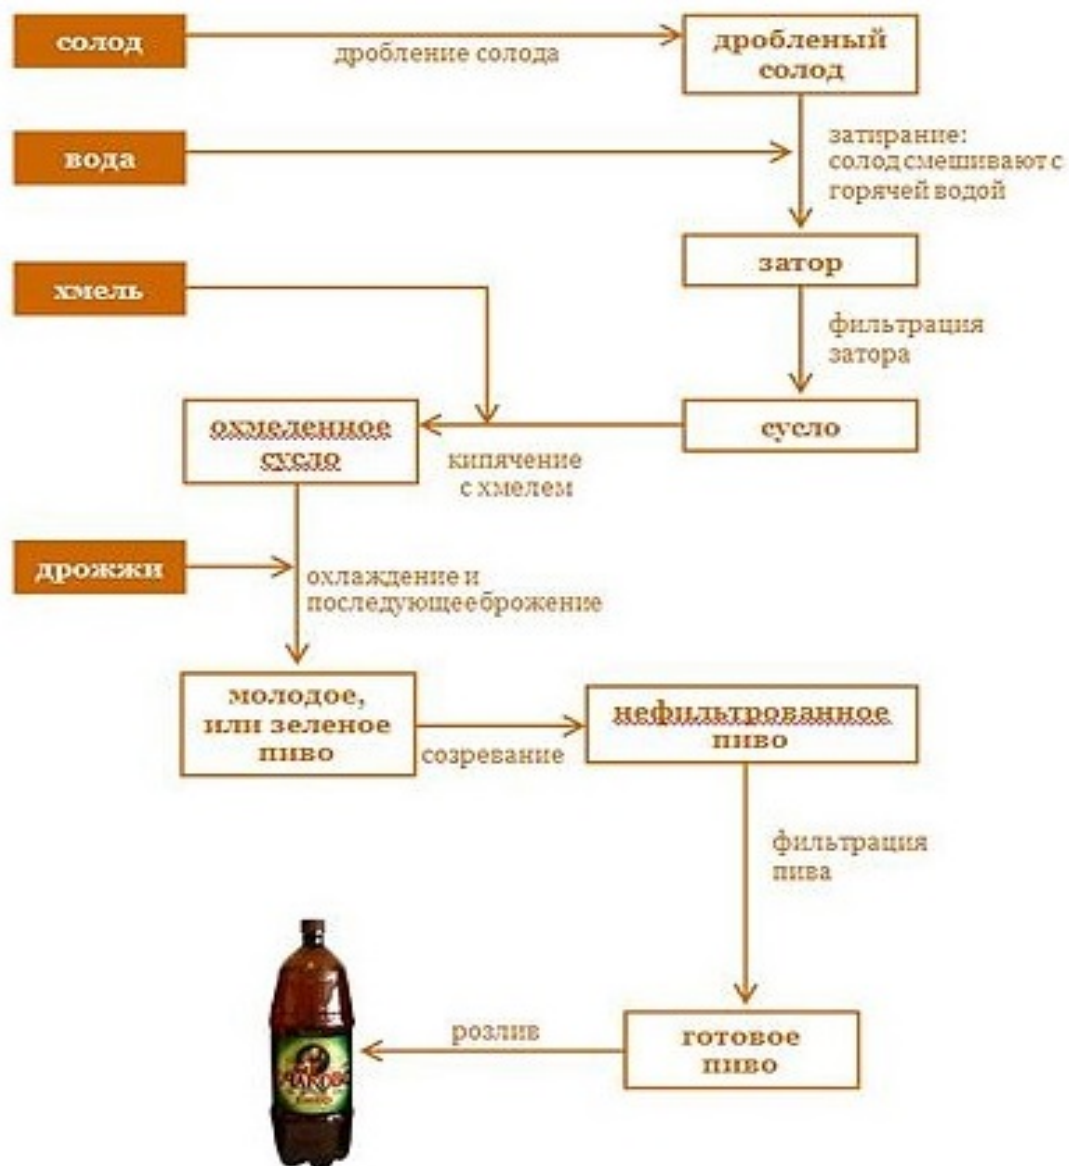 солод
дробление солода
дробленый
солод
вода
затирание:
солод смешивают с
горячей водой
хмель
затор
фильтрация
затора
охмеленное
сусло
сусло
кипячение
с хмелем
дрожжи
охлаждение и
последующее брожение
молодое,
или зеленое
пиво
созревание
нефильтрованное
пиво
фильтрация
пива
розлив
готовое
пиво